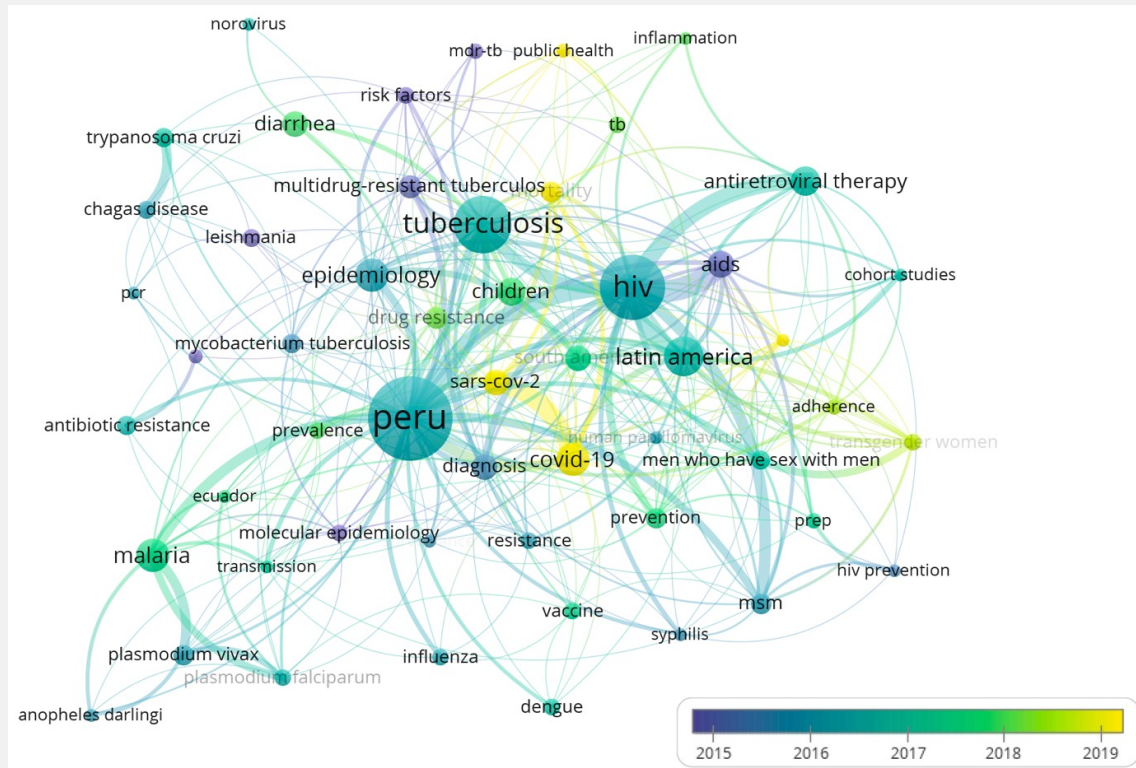 norovirus
inflammation
mdr-tb
public health
risk factors
diarrhea
tb
trypanosoma cruzi
multidrug-resistant tuberculos
mortality
antiretroviral therapy
chagas disease
tuberculosis
leishmania
aids
epidemiology
cohort studies
hiv
children
pcr
drug resistance
mycobacterium tuberculosis
latin america
sars-cov-2
adherence
peru
antibiotic resistance
prevalence
human papillomavirus
transgender women
diagnosis
covid-19
men who have sex with men
ecuador
prevention
prep
molecular epidemiology
resistance
malaria
transmission
hiv prevention
vaccine
msm
syphilis
plasmodium vivax
influenza
plasmodium falciparum
dengue
anopheles darlingi
2015 2016 2017 2018 2019